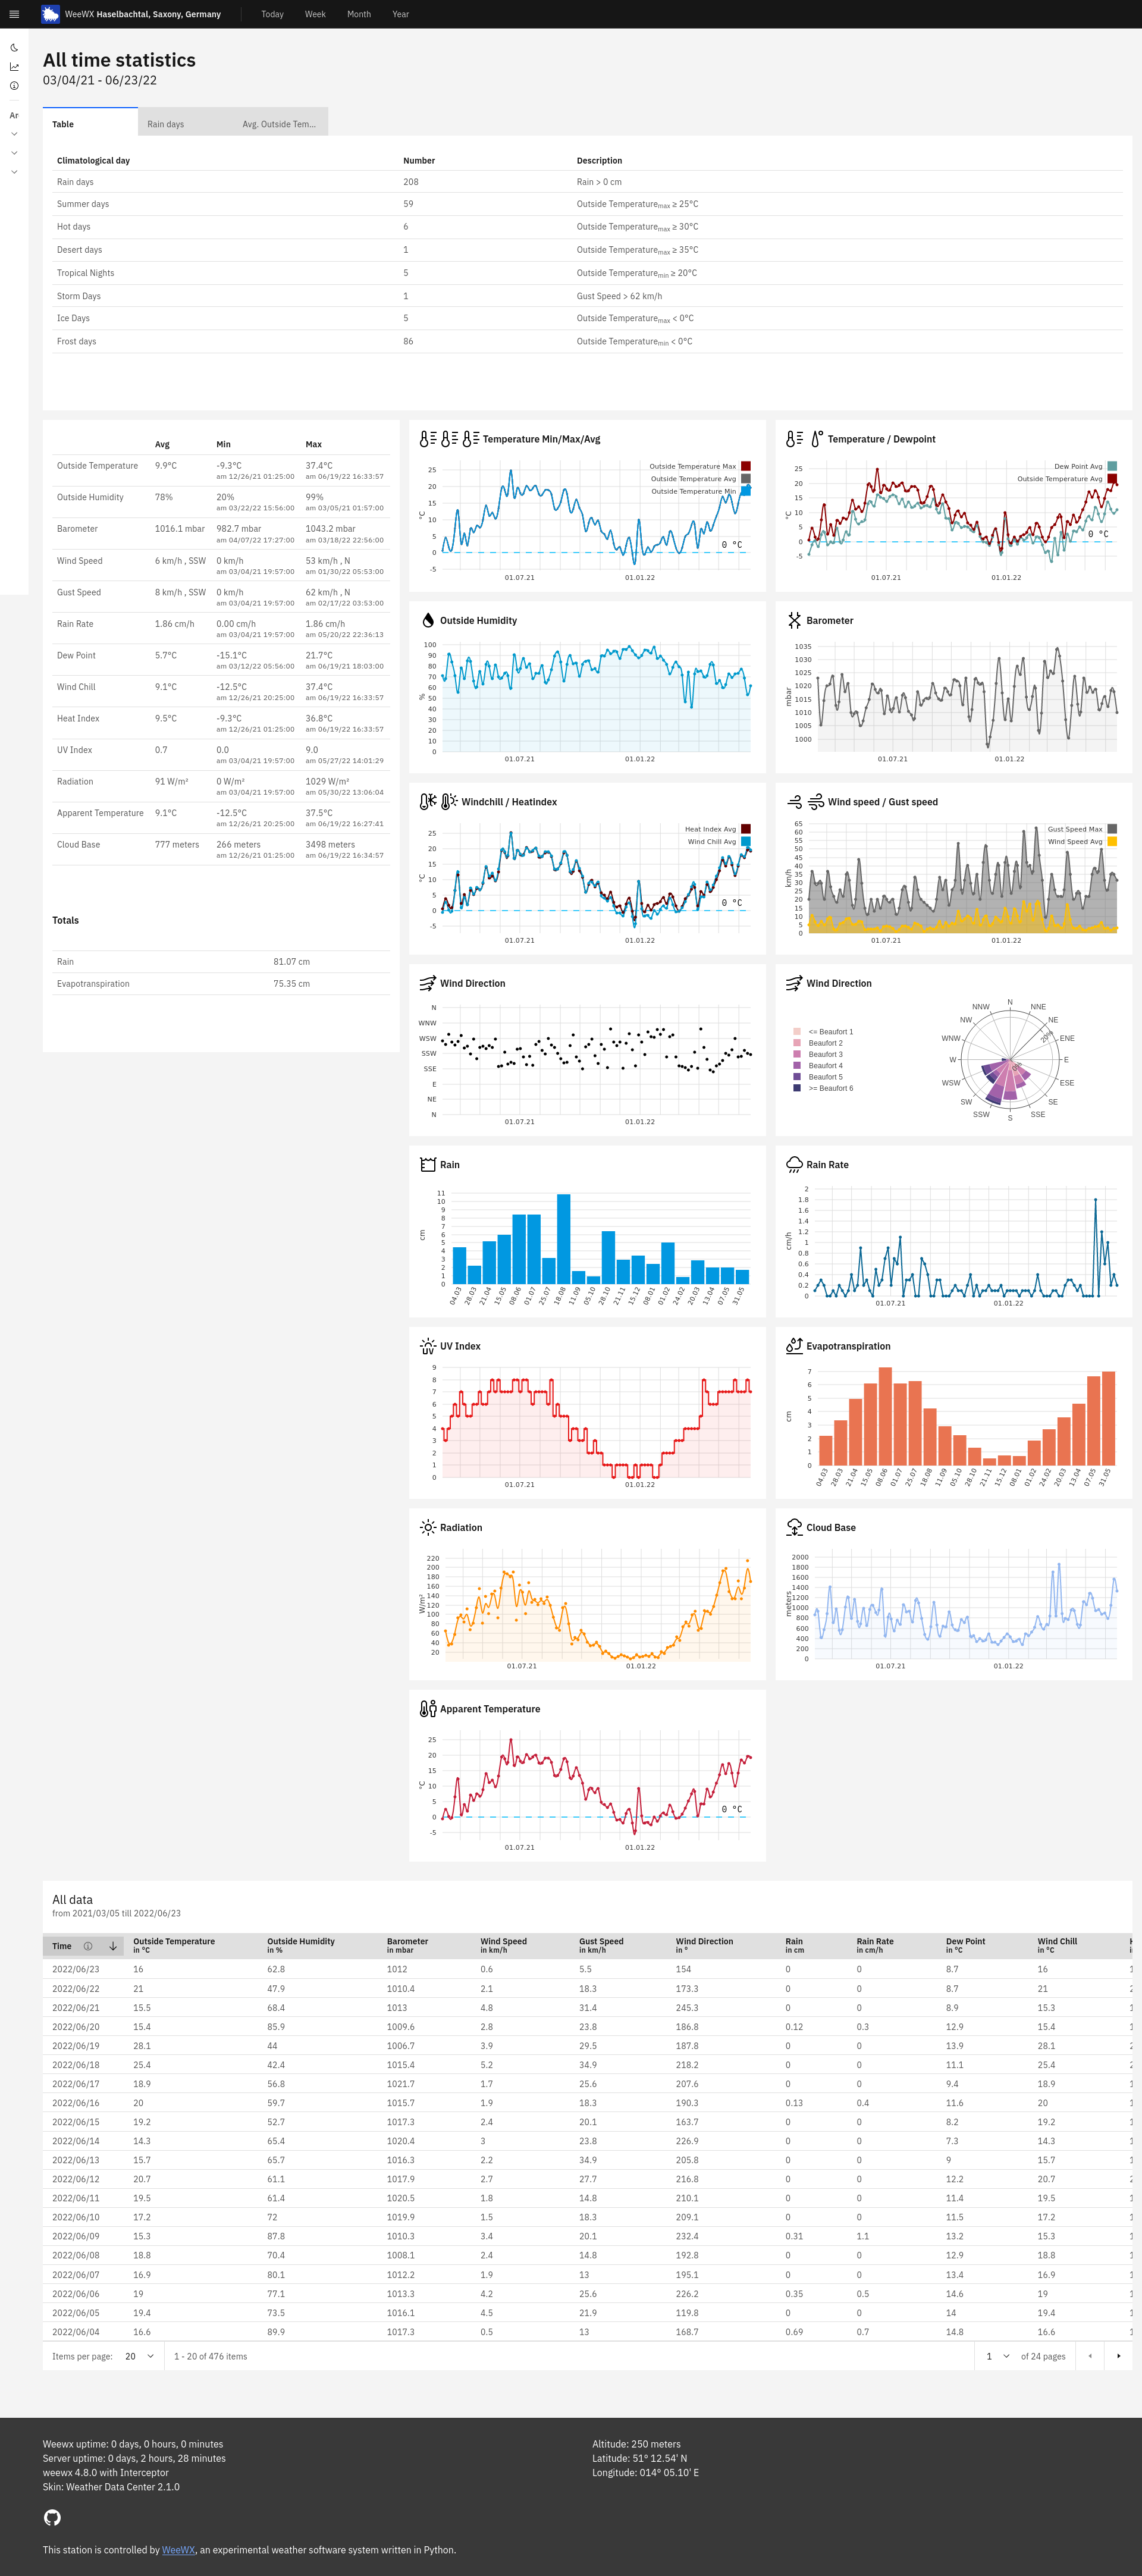 WeeWX Haselbachtal, Saxony, Germany Today Week Month Year
Ar
All time statistics
03/04/21 - 06/23/22
Table Rain days Avg. Outside Tem...
Climatological day Number Description
Rain days 208 Rain > 0 cm
Summer days 59 Outside Temperaturemax ≥ 25°C
Hot days 6 Outside Temperaturemax ≥ 30°C
Desert days 1 Outside Temperaturemax ≥ 35°C
Tropical Nights 5 Outside Temperaturemin ≥ 20°C
Storm Days 1 Gust Speed > 62 km/h
Ice Days 5 Outside Temperaturemax < 0°C
Frost days 86 Outside Temperaturemin < 0°C
Avg Min Max
Outside Temperature 9.9°C -9.3°C 37.4°C
am 12/26/21 01:25:00 am 06/19/22 16:33:57
Outside Humidity 78% 20% 99%
am 03/22/22 15:56:00 am 03/05/21 01:57:00
Barometer 1016.1 mbar 982.7 mbar 1043.2 mbar
am 04/07/22 17:27:00 am 03/18/22 22:56:00
Wind Speed 6 km/h , SSW 0 km/h 53 km/h , N
am 03/04/21 19:57:00 am 01/30/22 05:53:00
Gust Speed 8 km/h , SSW 0 km/h 62 km/h , N
am 03/04/21 19:57:00 am 02/17/22 03:53:00
Rain Rate 1.86 cm/h 0.00 cm/h 1.86 cm/h
am 03/04/21 19:57:00 am 05/20/22 22:36:13
Dew Point 5.7°C -15.1°C 21.7°C
am 03/12/22 05:56:00 am 06/19/21 18:03:00
Wind Chill 9.1°C -12.5°C 37.4°C
am 12/26/21 20:25:00 am 06/19/22 16:33:57
Heat Index 9.5°C -9.3°C 36.8°C
am 12/26/21 01:25:00 am 06/19/22 16:33:57
UV Index 0.7 0.0 9.0
am 03/04/21 19:57:00 am 05/27/22 14:01:29
Radiation 91 W/m² 0 W/m² 1029 W/m²
am 03/04/21 19:57:00 am 05/30/22 13:06:04
Apparent Temperature 9.1°C -12.5°C 37.5°C
am 12/26/21 20:25:00 am 06/19/22 16:27:41
Cloud Base 777 meters 266 meters 3498 meters
am 12/26/21 01:25:00 am 06/19/22 16:34:57
Totals
Rain 81.07 cm
Evapotranspiration 75.35 cm
Temperature Min/Max/Avg
Outside Temperature Max
Outside Temperature Avg
Outside Temperature Min
25
20
15
10
5
0
-5
°C
0 °C
01.07.21 01.01.22
Temperature / Dewpoint
Dew Point Avg
Outside Temperature Avg
25
20
15
10
5
0
-5
°C
0 °C
01.07.21 01.01.22
Outside Humidity
100
90
80
70
60
50
40
30
20
10
0
%
01.07.21 01.01.22
Barometer
1035
1030
1025
1020
1015
1010
1005
1000
mbar
01.07.21 01.01.22
Windchill / Heatindex
Heat Index Avg
Wind Chill Avg
25
20
15
10
5
0
-5
°C
0 °C
01.07.21 01.01.22
Wind speed / Gust speed
Gust Speed Max
Wind Speed Avg
65
60
55
50
45
40
35
30
25
20
15
10
5
0
km/h
01.07.21 01.01.22
Wind Direction
N
WNW
WSW
SSW
SSE
E
NE
N
01.07.21 01.01.22
Wind Direction
<= Beaufort 1
Beaufort 2
Beaufort 3
Beaufort 4
Beaufort 5
>= Beaufort 6
N
NNE
NE
ENE
E
ESE
SE
SSE
S
SSW
SW
WSW
W
WNW
NW
NNW
20%
0%
Rain
11
10
9
8
7
6
5
4
3
2
1
0
cm
04.03 28.03 21.04 15.05 08.06 01.07 25.07 18.08 11.09 05.10 28.10 21.11 15.12 08.01 01.02 24.02 20.03 13.04 07.05 31.05
Rain Rate
2
1.8
1.6
1.4
1.2
1
0.8
0.6
0.4
0.2
0
cm/h
01.07.21 01.01.22
UV Index
UV
9
8
7
6
5
4
3
2
1
0
01.07.21 01.01.22
Evapotranspiration
7
6
5
4
3
2
1
0
cm
04.03 28.03 21.04 15.05 08.06 01.07 25.07 18.08 11.09 05.10 28.10 21.11 15.12 08.01 01.02 24.02 20.03 13.04 07.05 31.05
Radiation
220
200
180
160
140
120
100
80
60
40
20
W/m²
01.07.21 01.01.22
Cloud Base
2000
1800
1600
1400
1200
1000
800
600
400
200
0
meters
01.07.21 01.01.22
Apparent Temperature
25
20
15
10
5
0
-5
°C
0 °C
01.07.21 01.01.22
All data
from 2021/03/05 till 2022/06/23
Time Outside Temperature Outside Humidity Barometer Wind Speed Gust Speed Wind Direction Rain Rain Rate Dew Point Wind Chill
in °C in % in mbar in km/h in km/h in ° in cm in cm/h in °C in °C
2022/06/23 16 62.8 1012 0.6 5.5 154 0 0 8.7 16
2022/06/22 21 47.9 1010.4 2.1 18.3 173.3 0 0 8.7 21
2022/06/21 15.5 68.4 1013 4.8 31.4 245.3 0 0 8.9 15.3
2022/06/20 15.4 85.9 1009.6 2.8 23.8 186.8 0.12 0.3 12.9 15.4
2022/06/19 28.1 44 1006.7 3.9 29.5 187.8 0 0 13.9 28.1
2022/06/18 25.4 42.4 1015.4 5.2 34.9 218.2 0 0 11.1 25.4
2022/06/17 18.9 56.8 1021.7 1.7 25.6 207.6 0 0 9.4 18.9
2022/06/16 20 59.7 1015.7 1.9 18.3 190.3 0.13 0.4 11.6 20
2022/06/15 19.2 52.7 1017.3 2.4 20.1 163.7 0 0 8.2 19.2
2022/06/14 14.3 65.4 1020.4 3 23.8 226.9 0 0 7.3 14.3
2022/06/13 15.7 65.7 1016.3 2.2 34.9 205.8 0 0 9 15.7
2022/06/12 20.7 61.1 1017.9 2.7 27.7 216.8 0 0 12.2 20.7
2022/06/11 19.5 61.4 1020.5 1.8 14.8 210.1 0 0 11.4 19.5
2022/06/10 17.2 72 1019.9 1.5 18.3 209.1 0 0 11.5 17.2
2022/06/09 15.3 87.8 1010.3 3.4 20.1 232.4 0.31 1.1 13.2 15.3
2022/06/08 18.8 70.4 1008.1 2.4 14.8 192.8 0 0 12.9 18.8
2022/06/07 16.9 80.1 1012.2 1.9 13 195.1 0 0 13.4 16.9
2022/06/06 19 77.1 1013.3 4.2 25.6 226.2 0.35 0.5 14.6 19
2022/06/05 19.4 73.5 1016.1 4.5 21.9 119.8 0 0 14 19.4
2022/06/04 16.6 89.9 1017.3 0.5 13 168.7 0.69 0.7 14.8 16.6
Items per page: 20 1 - 20 of 476 items 1 of 24 pages
Weewx uptime: 0 days, 0 hours, 0 minutes
Server uptime: 0 days, 2 hours, 28 minutes
weewx 4.8.0 with Interceptor
Skin: Weather Data Center 2.1.0
Altitude: 250 meters
Latitude: 51° 12.54' N
Longitude: 014° 05.10' E
This station is controlled by WeeWX, an experimental weather software system written in Python.